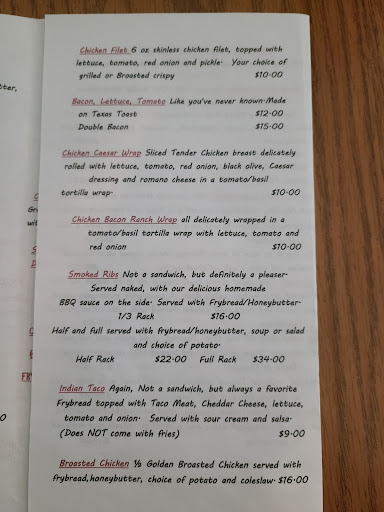 Chicken Filet 6 oz skinless chicken filet, topped with
lettuce, tomato, red onion and pickle. Your choice of
grilled or Broasted crispy $10.00
Bacon, Lettuce, Tomato Like you've never known.Made
on Texas Toast $12.00
Double Bacon $15.00
Chicken Caesar Wrap Sliced Tender Chicken breast delicately
rolled with lettuce, tomato, red onion, black olive, Caesar
dressing and romano cheese in a tomato/basil
tortilla wrap. $10.00
Chicken Bacon Ranch Wrap all delicately wrapped in a
tomato/basil tortilla wrap with lettuce, tomato and
red onion $10.00
Smoked Ribs Not a sandwich, but definitely a pleaser.
Served naked, with our delicious homemade
BBQ sauce on the side. Served with Frybread/Honeybutter.
1/3 Rack $16.00
Half and full served with frybread/honeybutter, soup or salad
and choice of potato.
Half Rack $22.00 Full Rack $34.00
Indian Taco Again, Not a sandwich, but always a favorite
Frybread topped with Taco Meat, Cheddar Cheese, lettuce,
tomato and onion. Served with sour cream and salsa.
(Does NOT come with fries) $9.00
Broasted Chicken ½ Golden Broasted Chicken served with
frybread,honeybutter, choice of potato and coleslaw.$16.00